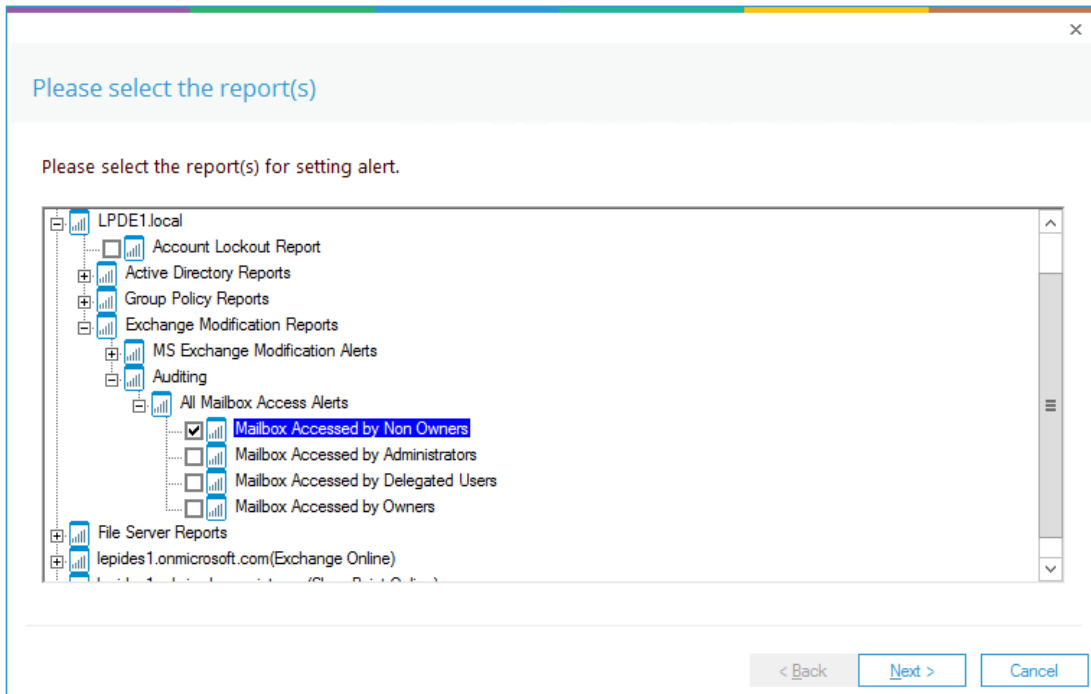 Please select the report(s)
Please select the report(s) for setting alert.
LPDE1.local
Account Lockout Report
Active Directory Reports
Group Policy Reports
Exchange Modification Reports
MS Exchange Modification Alerts
Auditing
All Mailbox Access Alerts
Mailbox Accessed by Non Owners
Mailbox Accessed by Administrators
Mailbox Accessed by Delegated Users
Mailbox Accessed by Owners
File Server Reports
lepides1.onmicrosoft.com(Exchange Online)
< Back
Next >
Cancel